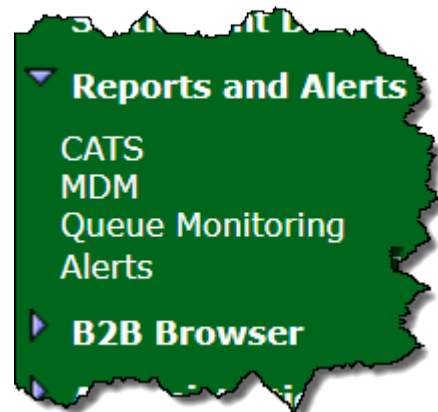 Reports and Alerts
CATS
MDM
Queue Monitoring
Alerts
B2B Browser